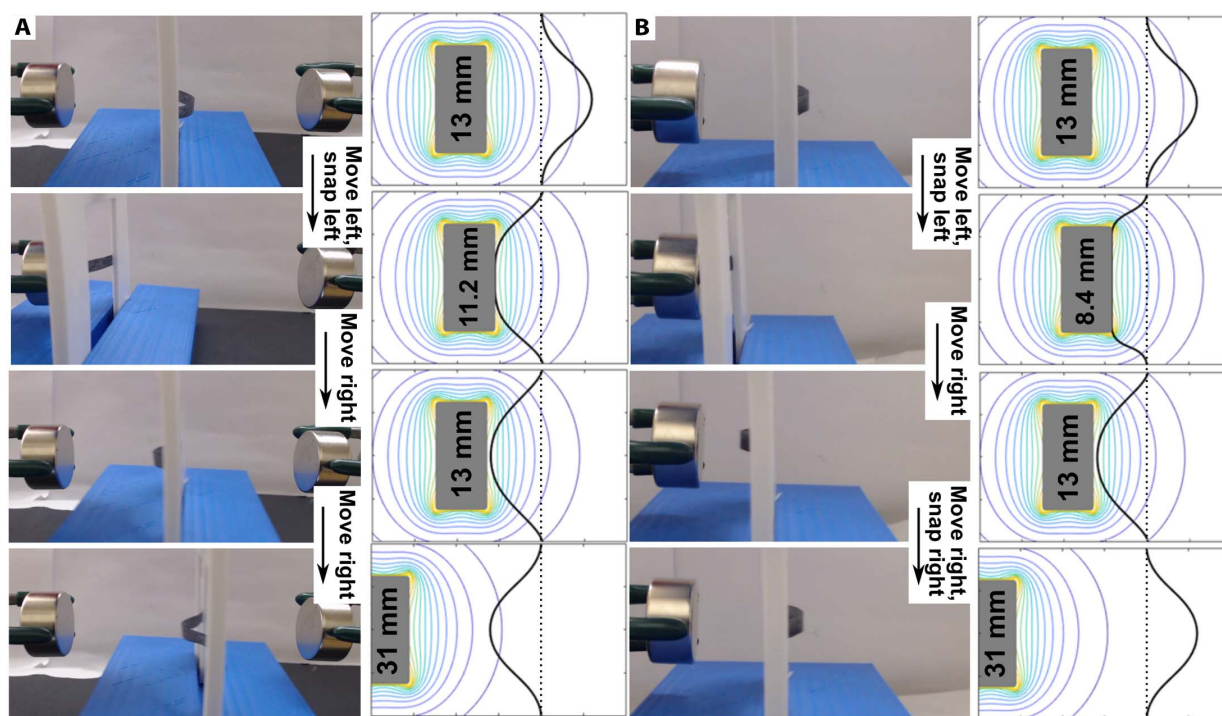 A
13 mm
Move left,
snap left
11.2 mm
Move right
13 mm
Move right
31 mm
B
13 mm
Move left,
snap left
8.4 mm
Move right
13 mm
Move right,
snap right
31 mm